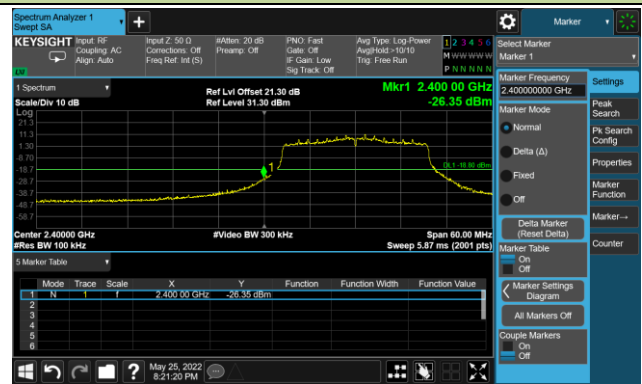 Spectrum Analyzer 1
Swept SA
+
Marker
KEYSIGHT
Input: RF
Coupling: AC
Align: Auto
Input Z: 50 Ω
Corrections: Off
Freq Ref: Int (S)
#Atten: 20 dB
Preamp: Off
PNO: Fast
Gate: Off
IF Gain: Low
Sig Track: Off
Avg Type: Log-Power
Avg|Hold:>10/10
Trig: Free Run
1 2 3 4 5 6
M W W W W W
P N N N N N
LXI
Select Marker
Marker 1
1 Spectrum
Scale/Div 10 dB
Ref Lvl Offset 21.30 dB
Ref Level 31.30 dBm
Mkr1 2.400 00 GHz
-26.35 dBm
Log
21.3
11.3
1.30
-8.70
-18.7
-28.7
-38.7
-48.7
-58.7
1
DL1 -18.60 dBm
Center 2.40000 GHz
#Res BW 100 kHz
#Video BW 300 kHz
Span 60.00 MHz
Sweep 5.87 ms (2001 pts)
5 Marker Table
Mode Trace Scale X Y Function Function Width Function Value
1 N 1 f 2.400 00 GHz -26.35 dBm
2
3
4
5
6
Marker Frequency
2.400000000 GHz
Marker Mode
Normal
Delta (Δ)
Fixed
Off
Delta Marker
(Reset Delta)
Marker Table
On
Off
Marker Settings
Diagram
All Markers Off
Couple Markers
On
Off
Settings
Peak
Search
Pk Search
Config
Properties
Marker
Function
Marker→
Counter
?
May 25, 2022
8:21:20 PM